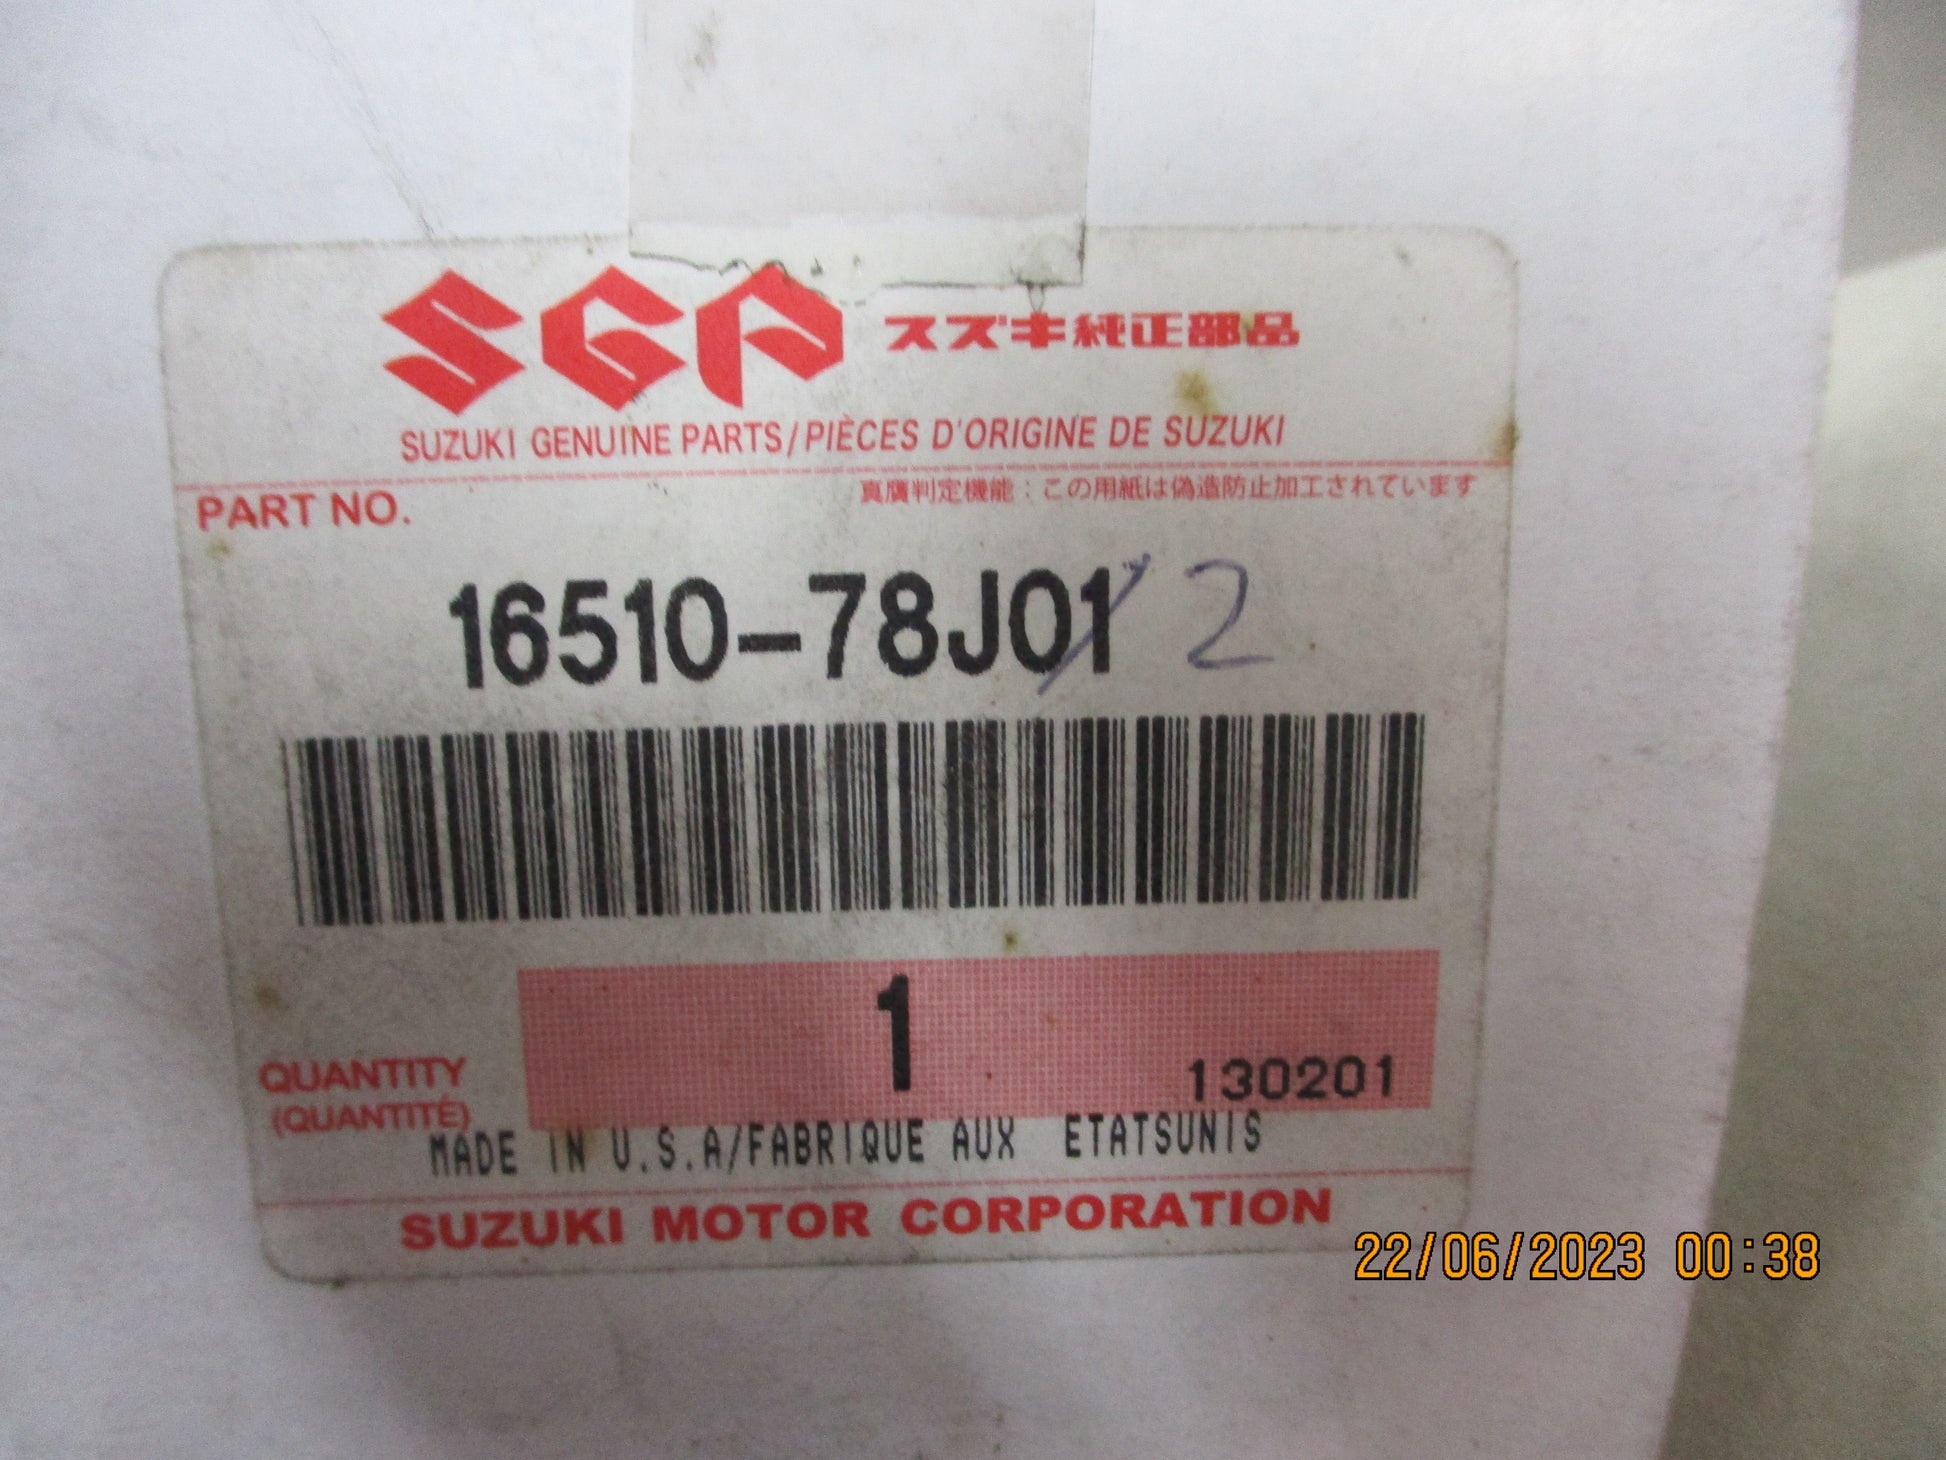 SGP スズキ純正部品
SUZUKI GENUINE PARTS/PIÈCES D'ORIGINE DE SUZUKI
PART NO. 真贋判定機能：この用紙は偽造防止加工されています
16510-78J01 2
1
QUANTITY
(QUANTITÉ)
130201
MADE IN U.S.A/FABRIQUE AUX ETATSUNIS
SUZUKI MOTOR CORPORATION
22/06/2023 00:38